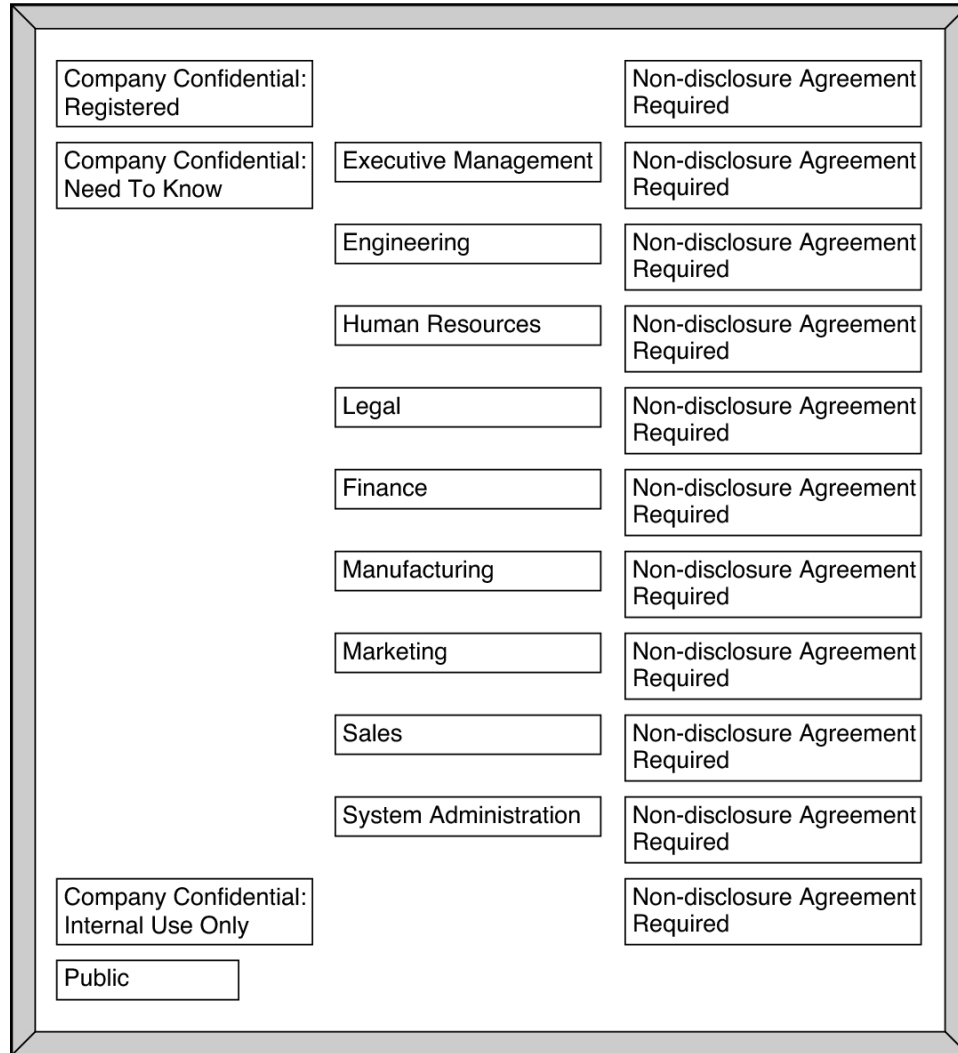 Company Confidential:
Registered
Non-disclosure Agreement
Required
Company Confidential:
Need To Know
Executive Management
Non-disclosure Agreement
Required
Engineering
Non-disclosure Agreement
Required
Human Resources
Non-disclosure Agreement
Required
Legal
Non-disclosure Agreement
Required
Finance
Non-disclosure Agreement
Required
Manufacturing
Non-disclosure Agreement
Required
Marketing
Non-disclosure Agreement
Required
Sales
Non-disclosure Agreement
Required
System Administration
Non-disclosure Agreement
Required
Company Confidential:
Internal Use Only
Non-disclosure Agreement
Required
Public